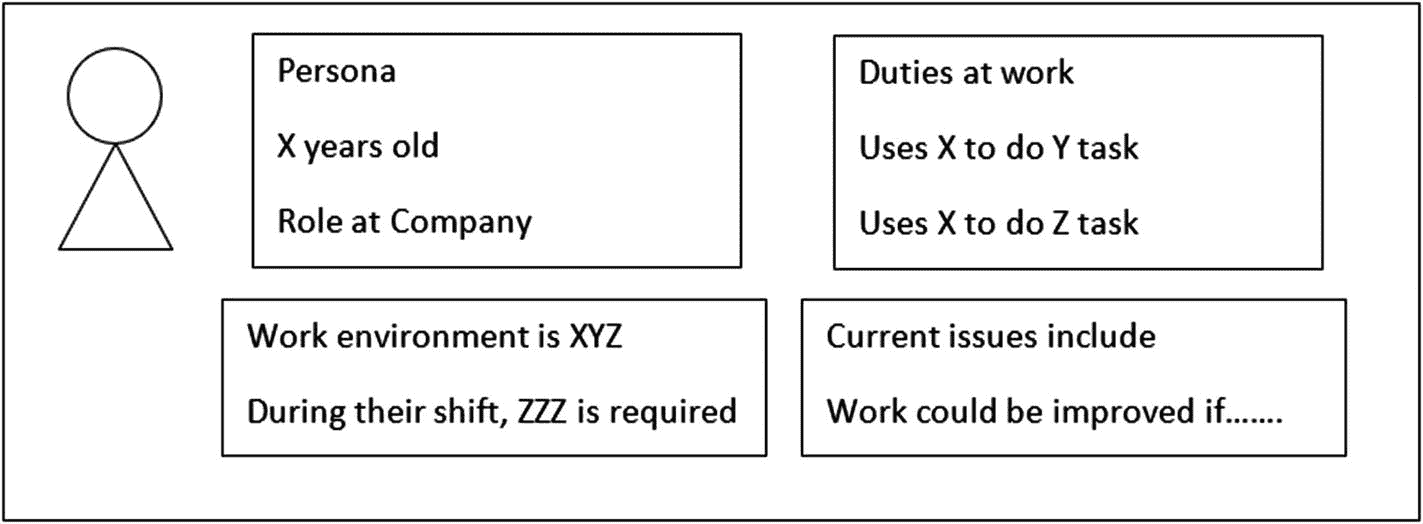 Persona
X years old
Role at Company
Duties at work
Uses X to do Y task
Uses X to do Z task
Work environment is XYZ
During their shift, ZZZ is required
Current issues include
Work could be improved if.......